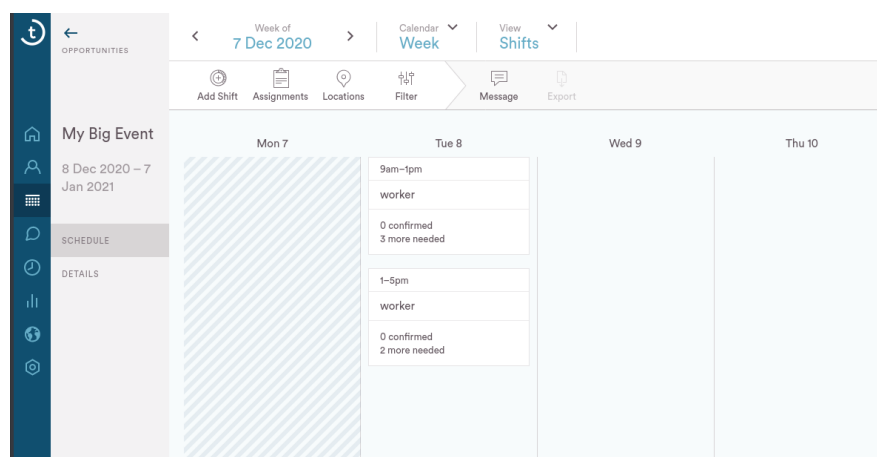 t
OPPORTUNITIES
My Big Event
8 Dec 2020 – 7
Jan 2021
SCHEDULE
DETAILS
Week of
7 Dec 2020
Calendar
Week
View
Shifts
Add Shift
Assignments
Locations
Filter
Message
Export
Mon 7
Tue 8
Wed 9
Thu 10
9am–1pm
worker
0 confirmed
3 more needed
1–5pm
worker
0 confirmed
2 more needed